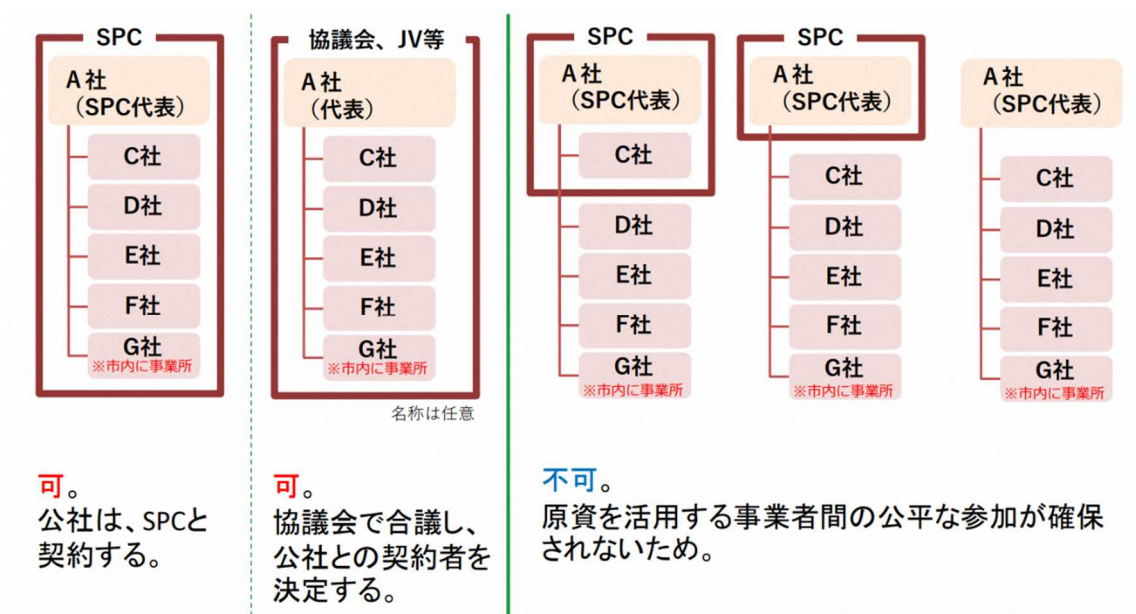 SPC
A社
（SPC代表）
C社
D社
E社
F社
G社
※市内に事業所
可。
公社は、SPCと
契約する。
協議会、JV等
A社
（代表）
C社
D社
E社
F社
G社
※市内に事業所
名称は任意
可。
協議会で合議し、
公社との契約者を
決定する。
SPC
A社
（SPC代表）
C社
D社
E社
F社
G社
※市内に事業所
SPC
A社
（SPC代表）
C社
D社
E社
F社
G社
※市内に事業所
A社
（SPC代表）
C社
D社
E社
F社
G社
※市内に事業所
不可。
原資を活用する事業者間の公平な参加が確保
されないため。